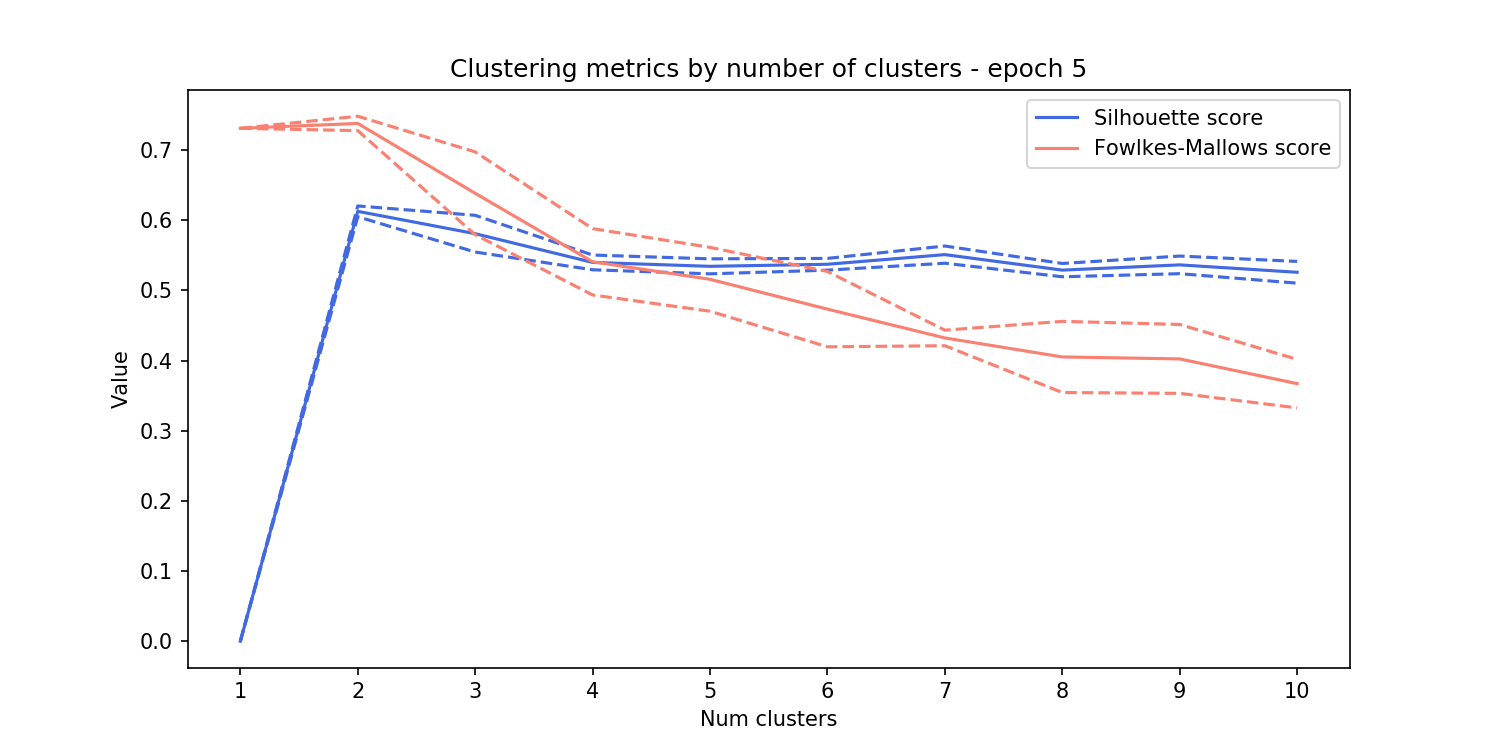 Clustering metrics by number of clusters - epoch 5
Silhouette score
Fowlkes-Mallows score
Value
0.7
0.6
0.5
0.4
0.3
0.2
0.1
0.0
1 2 3 4 5 6 7 8 9 10
Num clusters